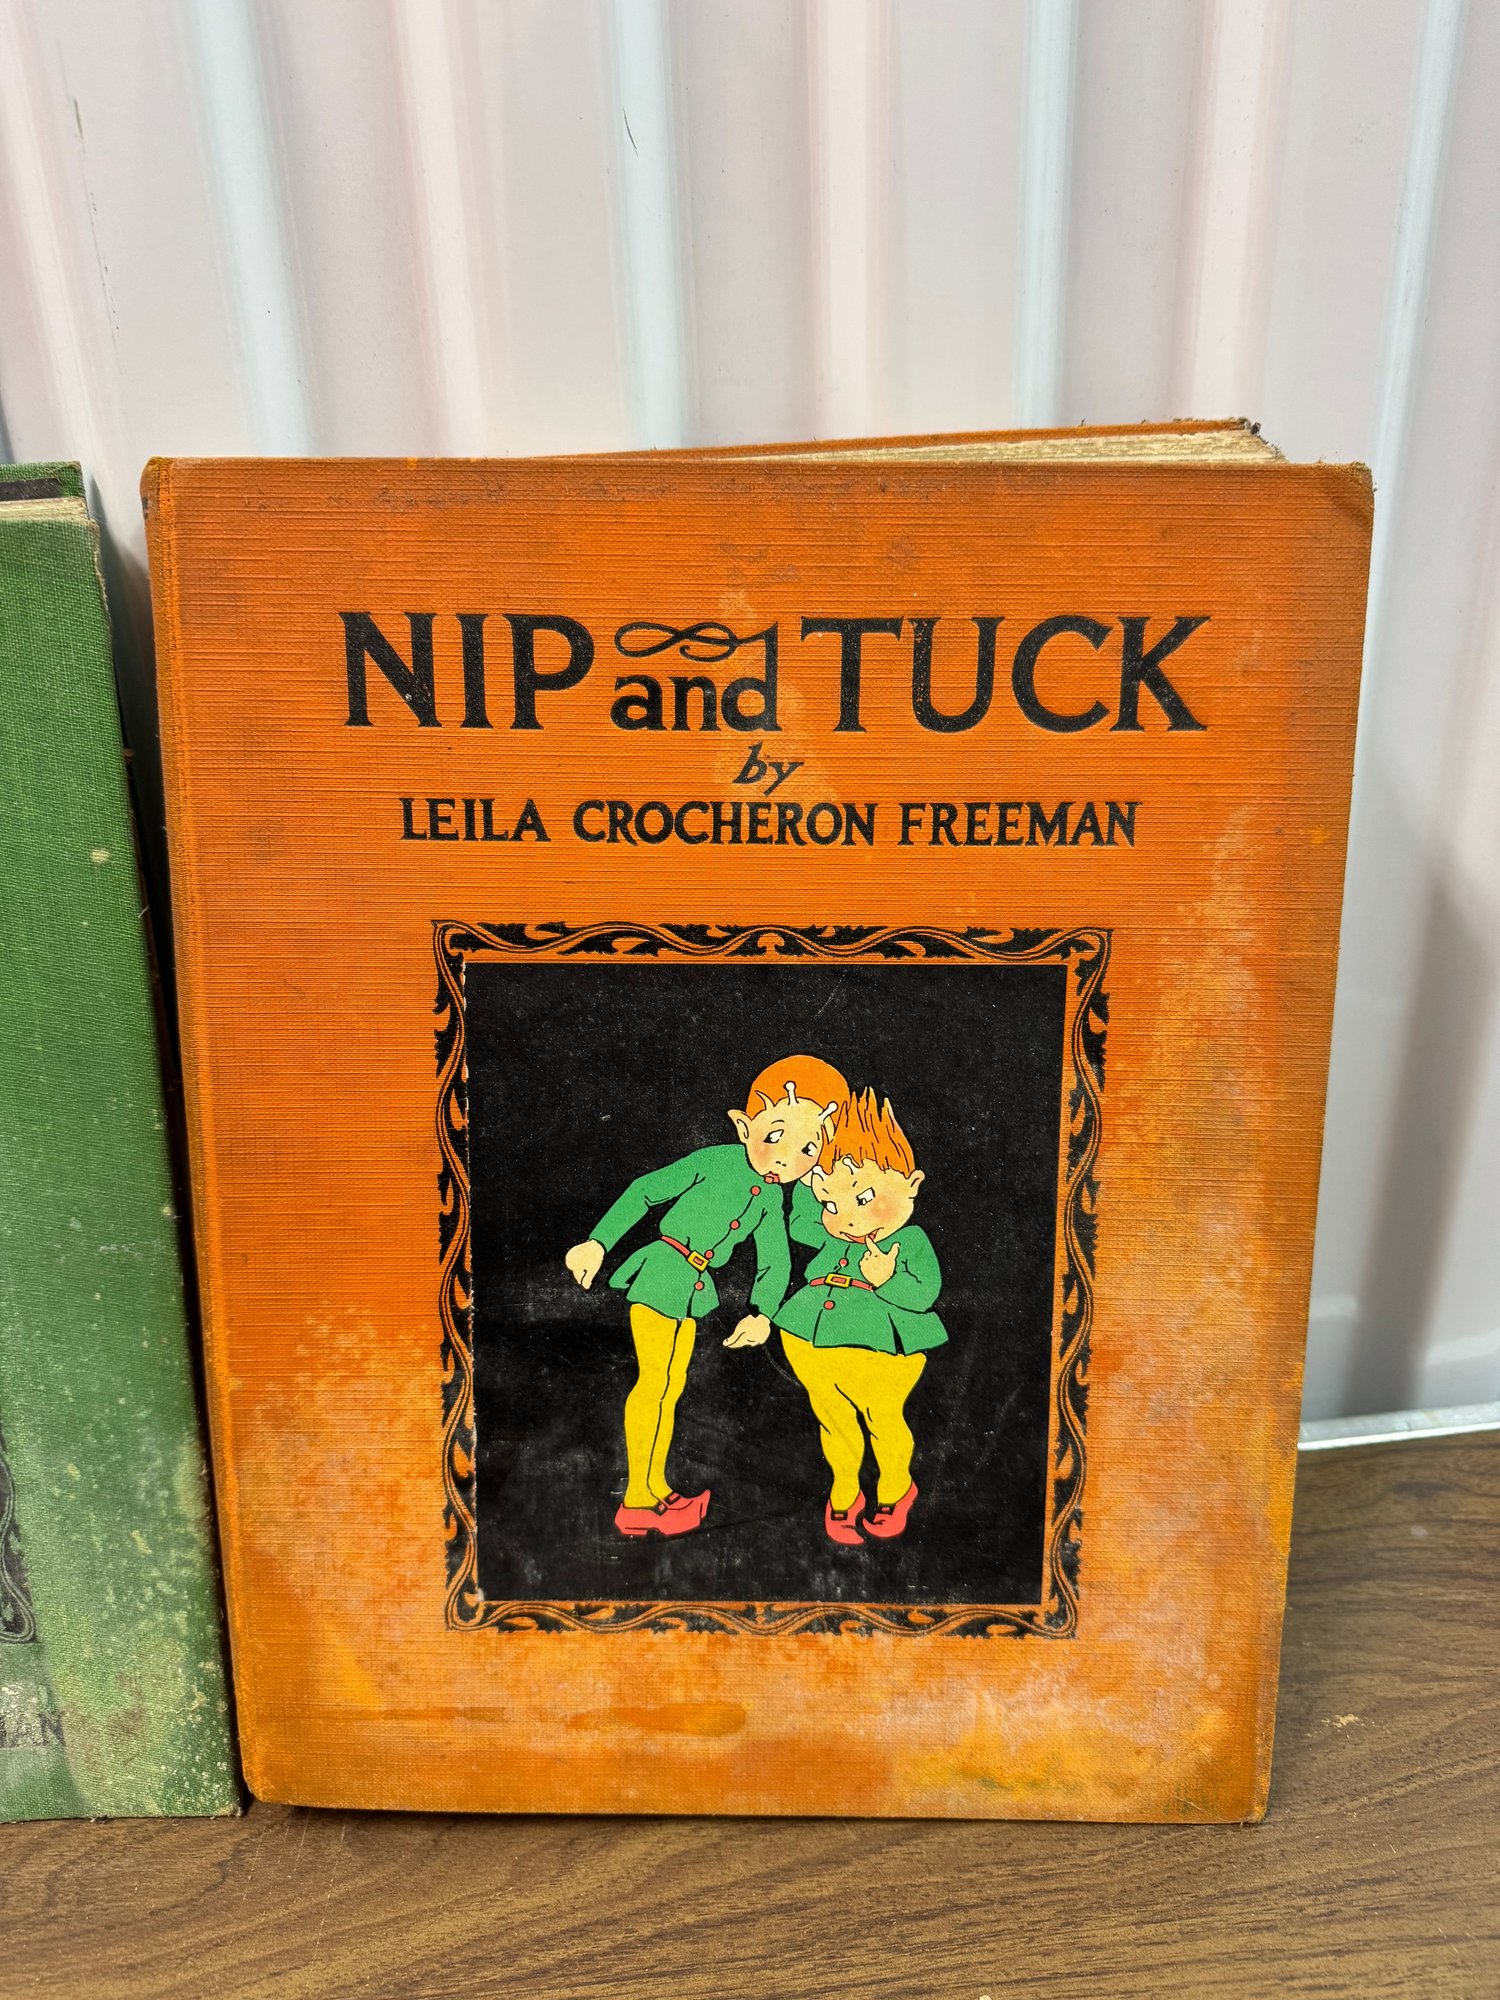 NIP and TUCK
by
LEILA CROCHERON FREEMAN